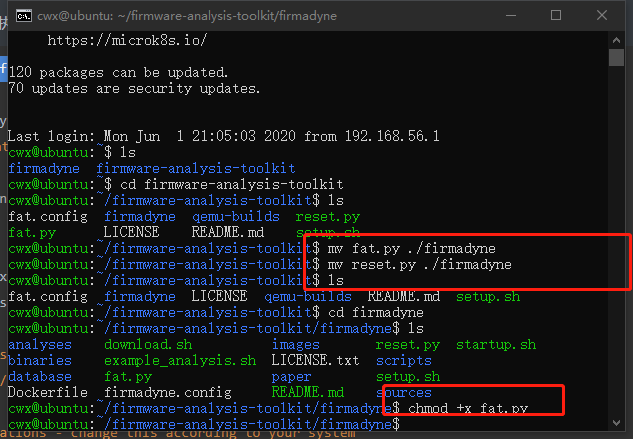 cwx@ubuntu: ~/firmware-analysis-toolkit/firmadyne
https://microk8s.io/
120 packages can be updated.
70 updates are security updates.
Last login: Mon Jun  1 21:05:03 2020 from 192.168.56.1
cwx@ubuntu:~$ ls
firmadyne  firmware-analysis-toolkit
cwx@ubuntu:~$ cd firmware-analysis-toolkit
cwx@ubuntu:~/firmware-analysis-toolkit$ ls
fat.config  firmadyne  qemu-builds  reset.py
fat.py      LICENSE    README.md    setup.sh
cwx@ubuntu:~/firmware-analysis-toolkit$ mv fat.py ./firmadyne
cwx@ubuntu:~/firmware-analysis-toolkit$ mv reset.py ./firmadyne
cwx@ubuntu:~/firmware-analysis-toolkit$ ls
fat.config  firmadyne  LICENSE  qemu-builds  README.md  setup.sh
cwx@ubuntu:~/firmware-analysis-toolkit$ cd firmadyne
cwx@ubuntu:~/firmware-analysis-toolkit/firmadyne$ ls
analyses    download.sh          images       reset.py  startup.sh
binaries    example_analysis.sh  LICENSE.txt  scripts
database    fat.py               paper        setup.sh
Dockerfile  firmadyne.config     README.md    sources
cwx@ubuntu:~/firmware-analysis-toolkit/firmadyne$ chmod +x fat.py
cwx@ubuntu:~/firmware-analysis-toolkit/firmadyne$
ations - change this according to your system